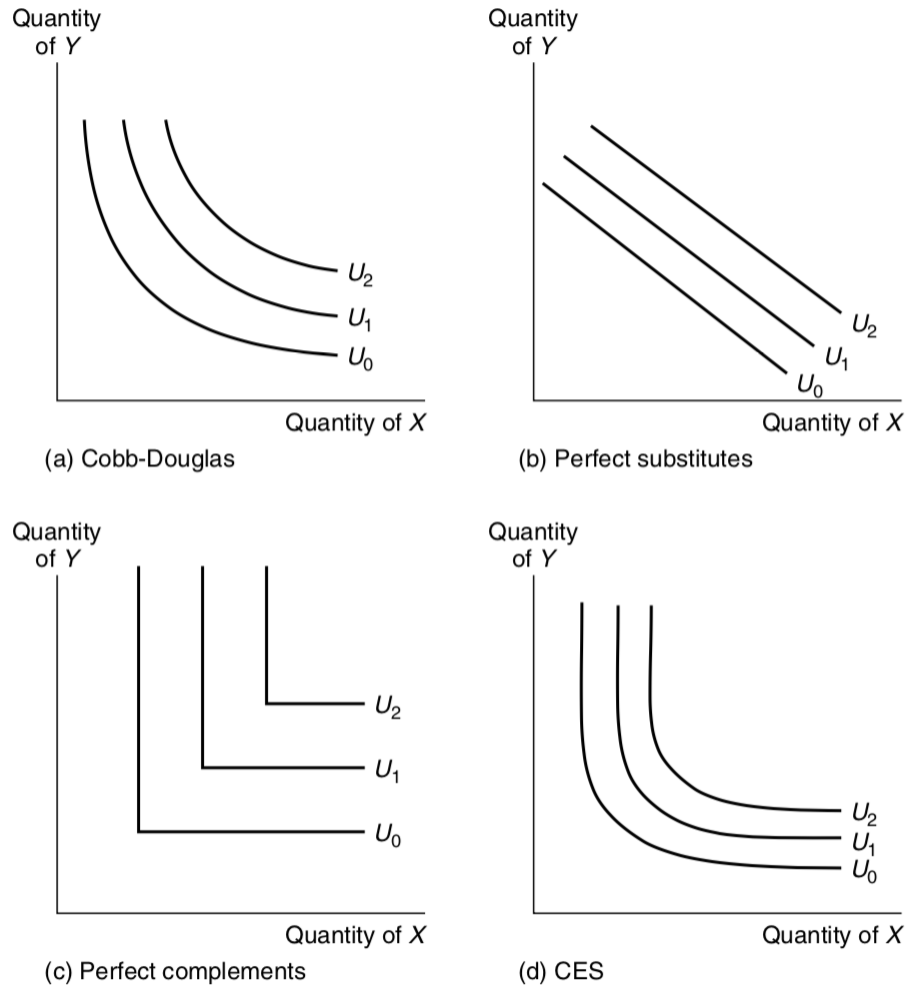 Quantity
of Y
U2
U1
U0
Quantity of X
(a) Cobb-Douglas
Quantity
of Y
U2
U1
U0
Quantity of X
(b) Perfect substitutes
Quantity
of Y
U2
U1
U0
Quantity of X
(c) Perfect complements
Quantity
of Y
U2
U1
U0
Quantity of X
(d) CES